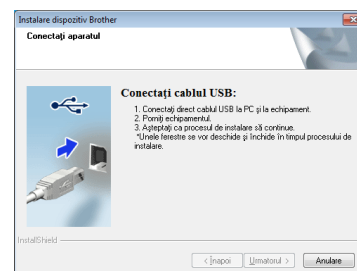 Instalare dispozitiv Brother
Conectaţi aparatul
Conectaţi cablul USB:
1. Conectaţi direct cablul USB la PC şi la echipament.
2. Porniţi echipamentul.
3. Aşteptaţi ca procesul de instalare să continue.
*Unele ferestre se vor deschide şi închide în timpul procesului de
instalare.
InstallShield
< Înapoi
Urmatorul >
Anulare